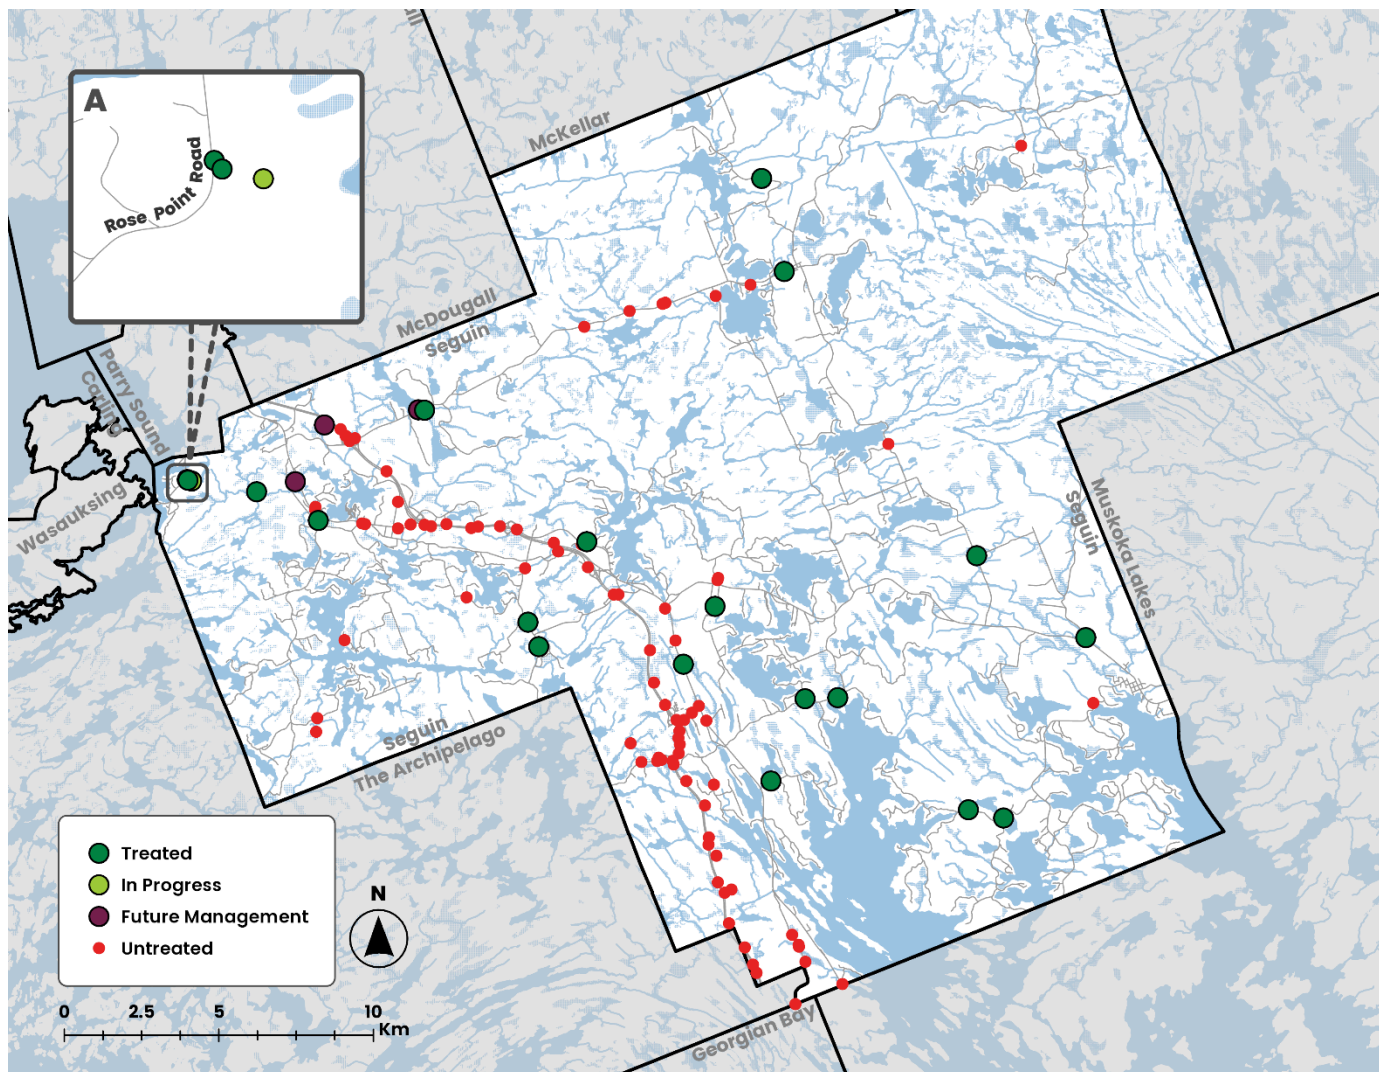 all
A
McKellar
Rose Point Road
McDougall
Seguin
Parry Sound
Carling
Wasauksing
Seguin
Muskoka Lakes
Seguin
The Archipelago
Treated
In Progress
Future Management
Untreated
N
0 2.5 5 10
Km
Georgian Bay